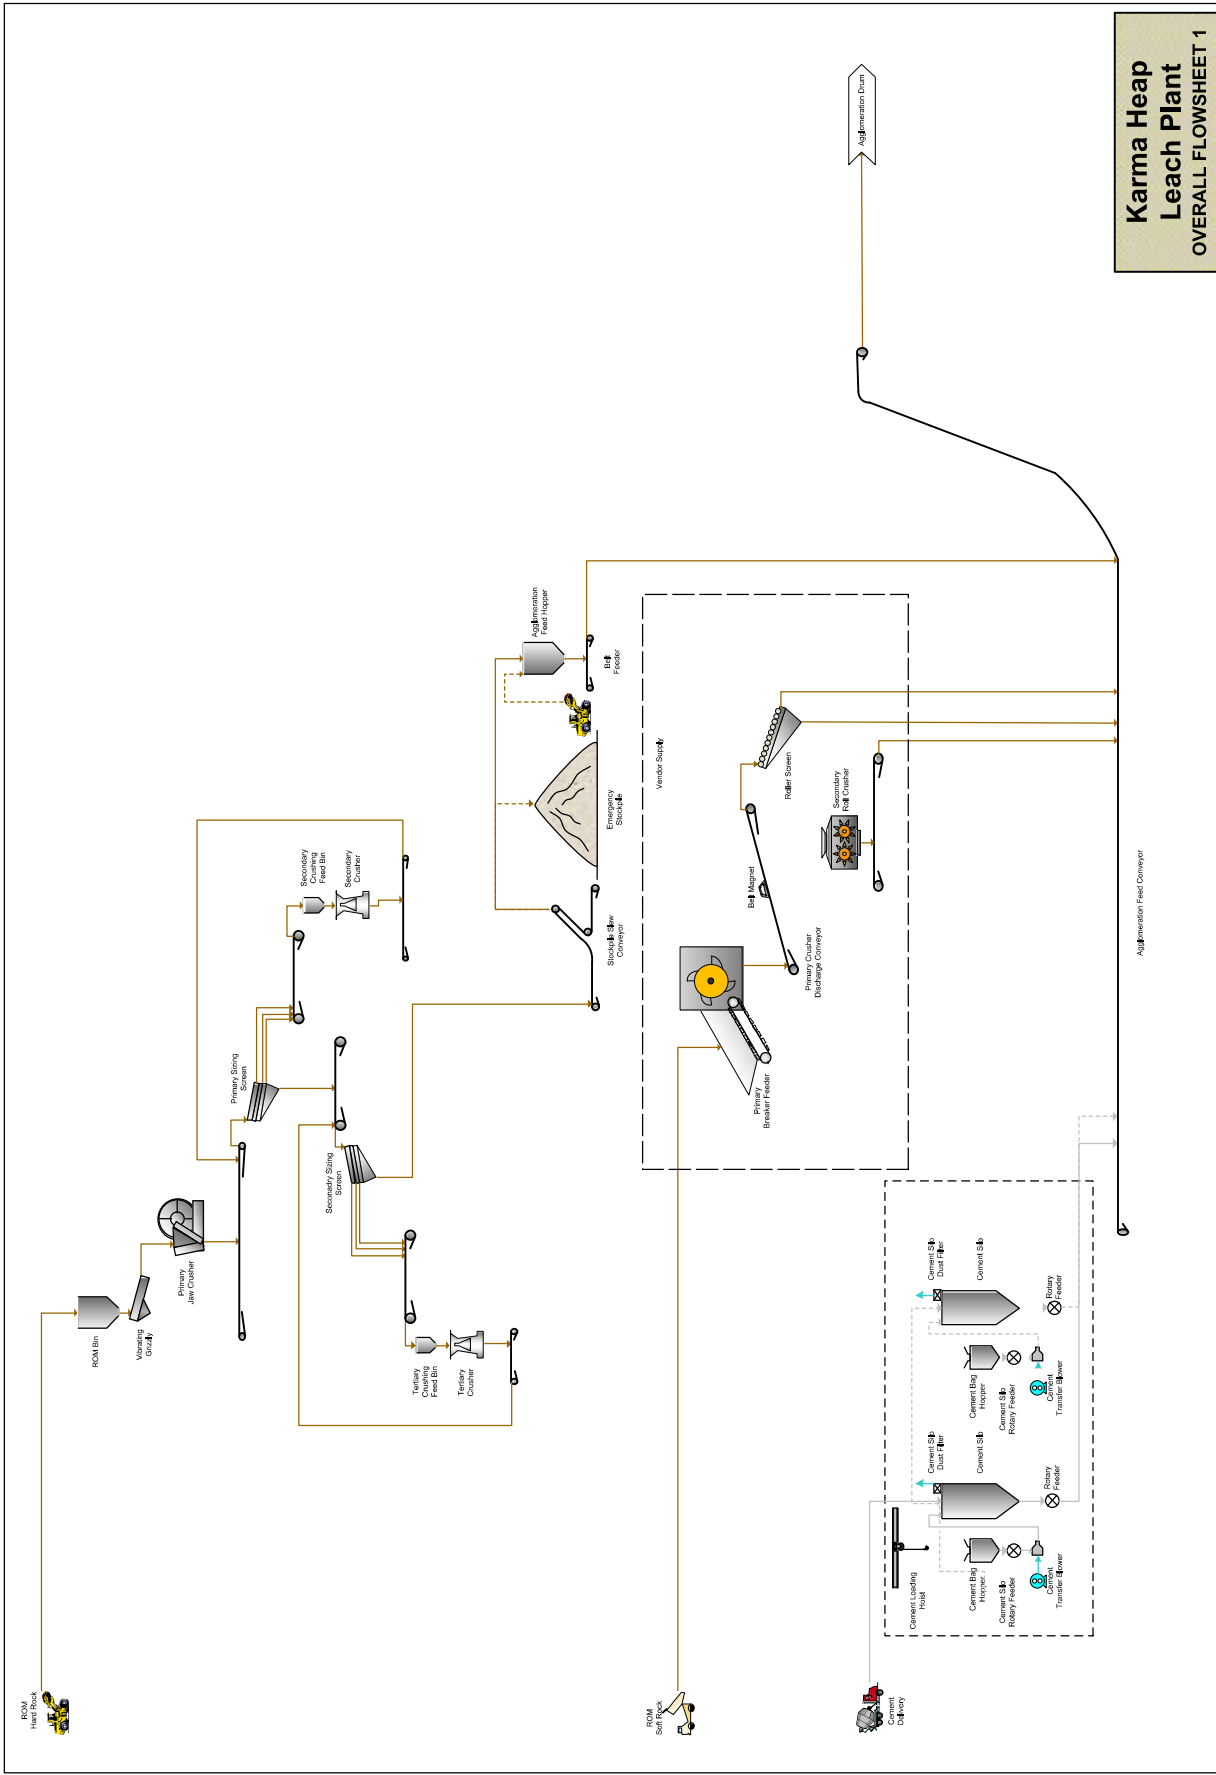 Karma Heap
Leach Plant
OVERALL FLOWSHEET 1
ROM
Hard Rock
ROM Bin
Vibrating
Grizzly
Primary
Jaw Crusher
Primary Sizing
Screen
Secondary
Crushing
Feed Bin
Secondary
Crusher
Seconadry Sizing
Screen
Tertiary
Crushing
Feed Bin
Tertiary
Crusher
Stockpile Slew
Conveyor
Emergency
Stockpile
Agglomeration
Feed Hopper
Belt
Feeder
Agglomeration Drum
ROM
Soft Rock
Vendor Supply
Primary
Breaker Feeder
Primary Crusher
Discharge Conveyor
Belt Magnet
Roller Screen
Secondary
Roll Crusher
Cement
Delivery
Cement Loading
Hoist
Cement Silo
Dust Filter
Cement Silo
Cement Bag
Hopper
Cement Silo
Rotary Feeder
Cement
Transfer Blower
Rotary
Feeder
Cement Silo
Dust Filter
Cement Silo
Cement Bag
Hopper
Cement Silo
Rotary Feeder
Cement
Transfer Blower
Rotary
Feeder
Agglomeration Feed Conveyor